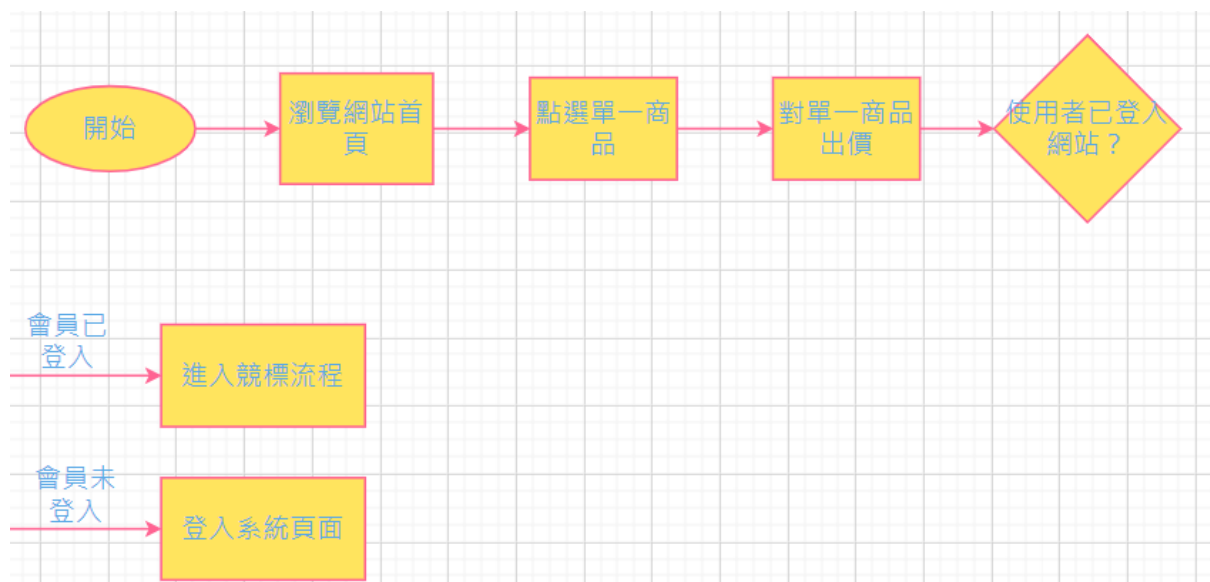 開始
瀏覽網站首
頁
點選單一商
品
對單一商品
出價
使用者已登入
網站？
會員已
登入
進入競標流程
會員未
登入
登入系統頁面